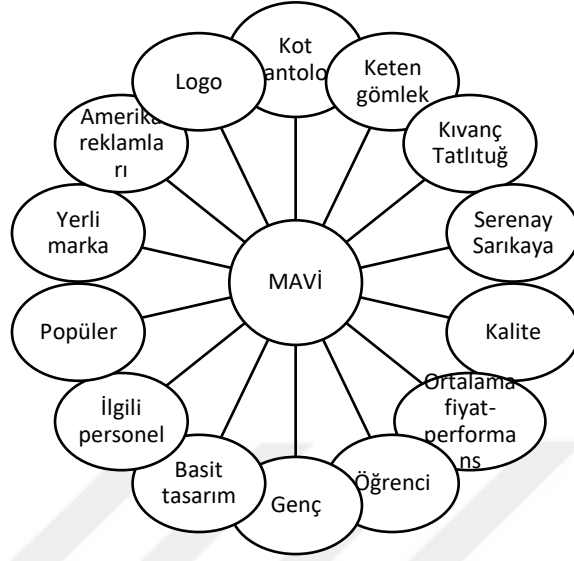 Kot
antolo
Keten
gömlek
Kıvanç
Tatlıtuğ
Serenay
Sarıkaya
Kalite
Ortalama
fiyat-
performa
ns
Öğrenci
Genç
Basit
tasarım
İlgili
personel
Popüler
Yerli
marka
Amerika
reklamla
rı
Logo
MAVİ